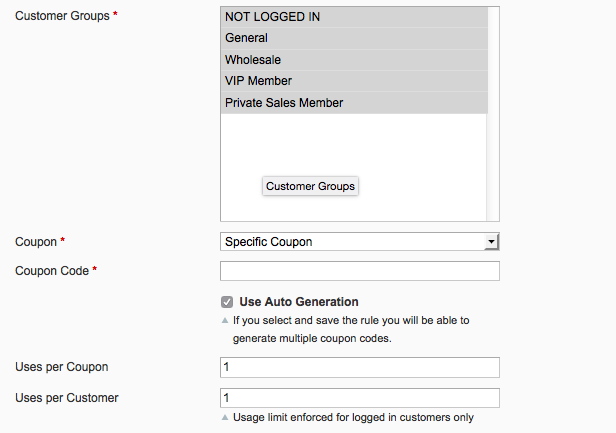 Customer Groups *
NOT LOGGED IN
General
Wholesale
VIP Member
Private Sales Member
Customer Groups
Coupon *
Specific Coupon
Coupon Code *
Use Auto Generation
If you select and save the rule you will be able to
generate multiple coupon codes.
Uses per Coupon
1
Uses per Customer
1
Usage limit enforced for logged in customers only